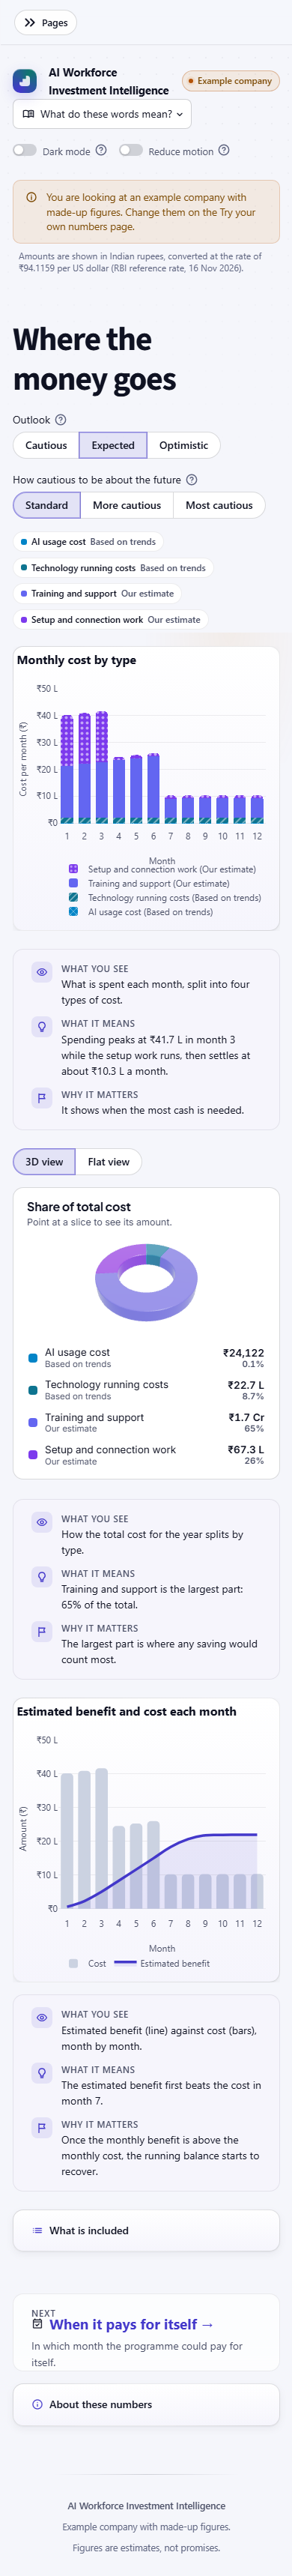 Pages
AI Workforce
Investment Intelligence
Example company
What do these words mean?
Dark mode
Reduce motion
You are looking at an example company with
made-up figures. Change them on the Try your
own numbers page.
Amounts are shown in Indian rupees, converted at the rate of
₹94.1159 per US dollar (RBI reference rate, 16 Nov 2026).
Where the
money goes
Outlook
Cautious Expected Optimistic
How cautious to be about the future
Standard More cautious Most cautious
AI usage cost Based on trends
Technology running costs Based on trends
Training and support Our estimate
Setup and connection work Our estimate
Monthly cost by type
₹50 L
₹40 L
₹30 L
₹20 L
₹10 L
₹0
Cost per month (₹)
1 2 3 4 5 6 7 8 9 10 11 12
Month
Setup and connection work (Our estimate)
Training and support (Our estimate)
Technology running costs (Based on trends)
AI usage cost (Based on trends)
WHAT YOU SEE
What is spent each month, split into four
types of cost.
WHAT IT MEANS
Spending peaks at ₹41.7 L in month 3
while the setup work runs, then settles at
about ₹10.3 L a month.
WHY IT MATTERS
It shows when the most cash is needed.
3D view Flat view
Share of total cost
Point at a slice to see its amount.
AI usage cost ₹24,122
Based on trends 0.1%
Technology running costs ₹22.7 L
Based on trends 8.7%
Training and support ₹1.7 Cr
Our estimate 65%
Setup and connection work ₹67.3 L
Our estimate 26%
WHAT YOU SEE
How the total cost for the year splits by
type.
WHAT IT MEANS
Training and support is the largest part:
65% of the total.
WHY IT MATTERS
The largest part is where any saving would
count most.
Estimated benefit and cost each month
₹50 L
₹40 L
₹30 L
₹20 L
₹10 L
₹0
Amount (₹)
1 2 3 4 5 6 7 8 9 10 11 12
Month
Cost Estimated benefit
WHAT YOU SEE
Estimated benefit (line) against cost (bars),
month by month.
WHAT IT MEANS
The estimated benefit first beats the cost in
month 7.
WHY IT MATTERS
Once the monthly benefit is above the
monthly cost, the running balance starts to
recover.
What is included
NEXT
When it pays for itself →
In which month the programme could pay for
itself.
About these numbers
AI Workforce Investment Intelligence
Example company with made-up figures.
Figures are estimates, not promises.